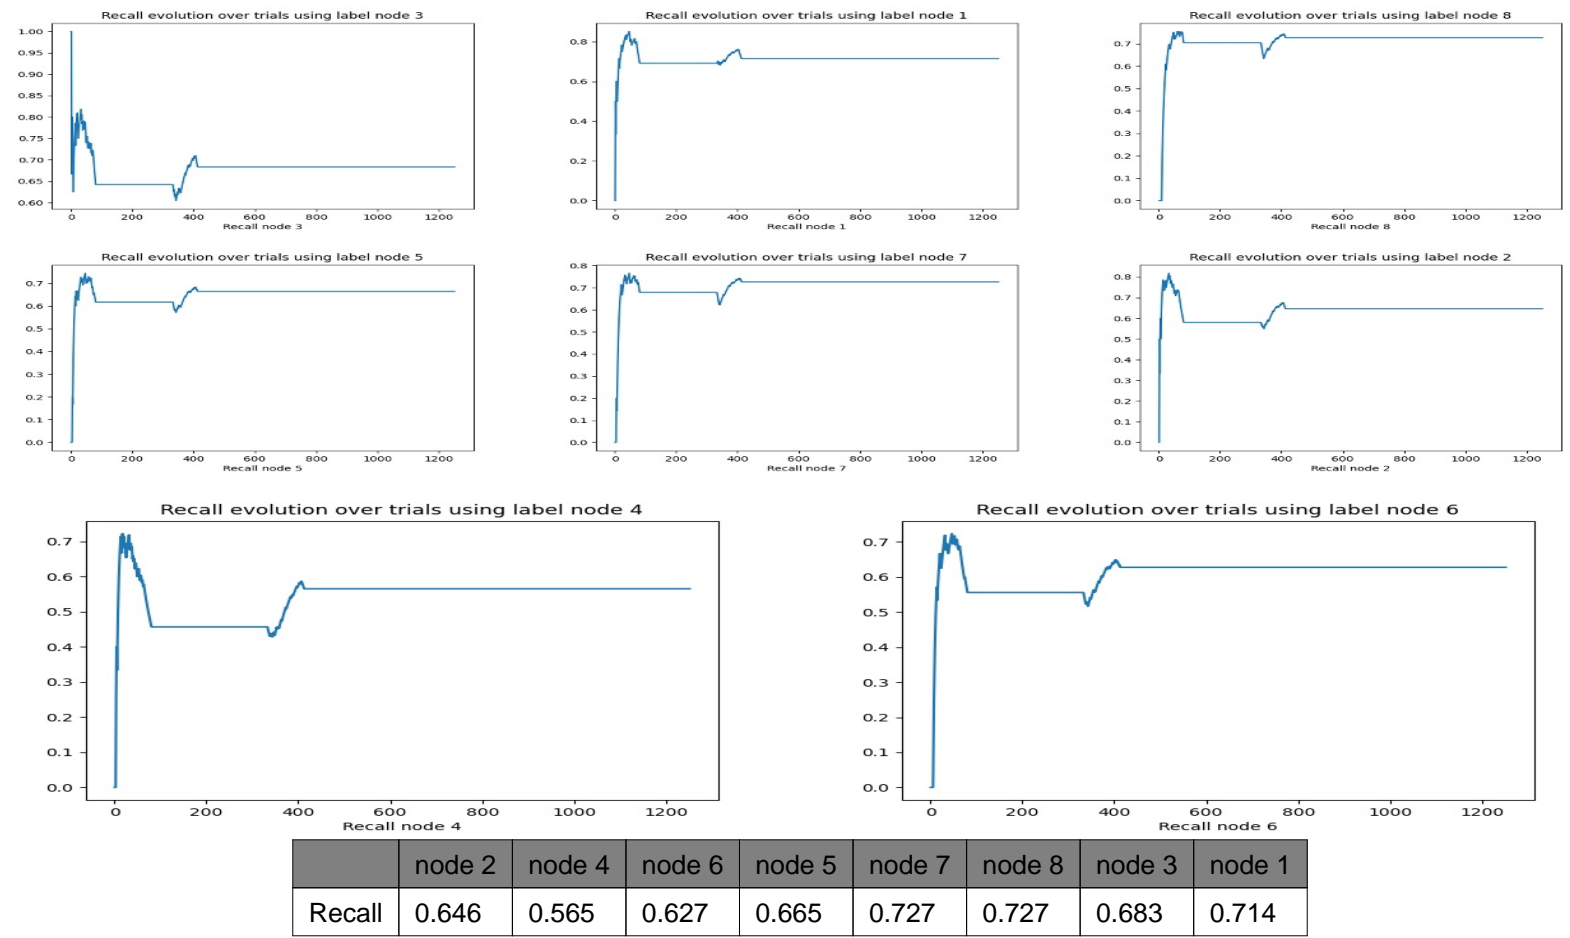 Recall evolution over trials using label node 3
1.00
0.95
0.90
0.85
0.80
0.75
0.70
0.65
0.60
0 200 400 600 800 1000 1200
Recall node 3
Recall evolution over trials using label node 1
0.8
0.6
0.4
0.2
0.0
0 200 400 600 800 1000 1200
Recall node 1
Recall evolution over trials using label node 8
0.7
0.6
0.5
0.4
0.3
0.2
0.1
0.0
0 200 400 600 800 1000 1200
Recall node 8
Recall evolution over trials using label node 5
0.7
0.6
0.5
0.4
0.3
0.2
0.1
0.0
0 200 400 600 800 1000 1200
Recall node 5
Recall evolution over trials using label node 7
0.8
0.7
0.6
0.5
0.4
0.3
0.2
0.1
0.0
0 200 400 600 800 1000 1200
Recall node 7
Recall evolution over trials using label node 2
0.8
0.7
0.6
0.5
0.4
0.3
0.2
0.1
0.0
0 200 400 600 800 1000 1200
Recall node 2
Recall evolution over trials using label node 4
0.7
0.6
0.5
0.4
0.3
0.2
0.1
0.0
0 200 400 600 800 1000 1200
Recall node 4
Recall evolution over trials using label node 6
0.7
0.6
0.5
0.4
0.3
0.2
0.1
0.0
0 200 400 600 800 1000 1200
Recall node 6
node 2 node 4 node 6 node 5 node 7 node 8 node 3 node 1
Recall 0.646 0.565 0.627 0.665 0.727 0.727 0.683 0.714